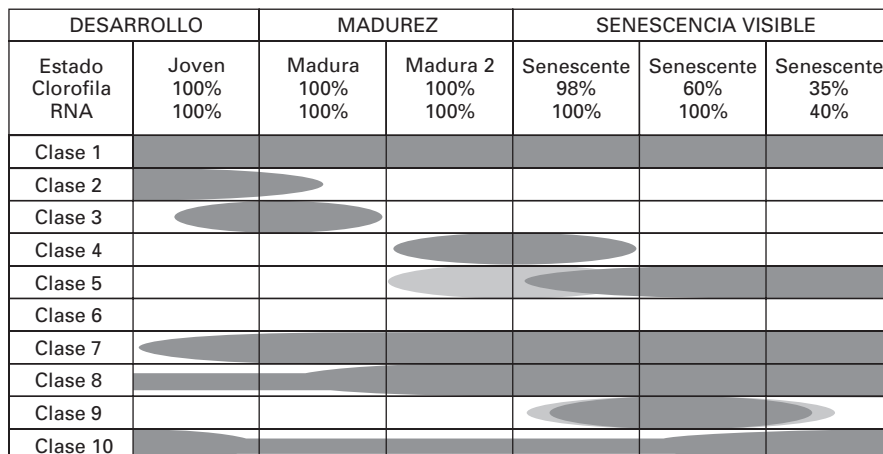 DESARROLLO MADUREZ SENESCENCIA VISIBLE
Estado Joven Madura Madura 2 Senescente Senescente Senescente
Clorofila 100% 100% 100% 98% 60% 35%
RNA 100% 100% 100% 100% 100% 40%
Clase 1
Clase 2
Clase 3
Clase 4
Clase 5
Clase 6
Clase 7
Clase 8
Clase 9
Clase 10